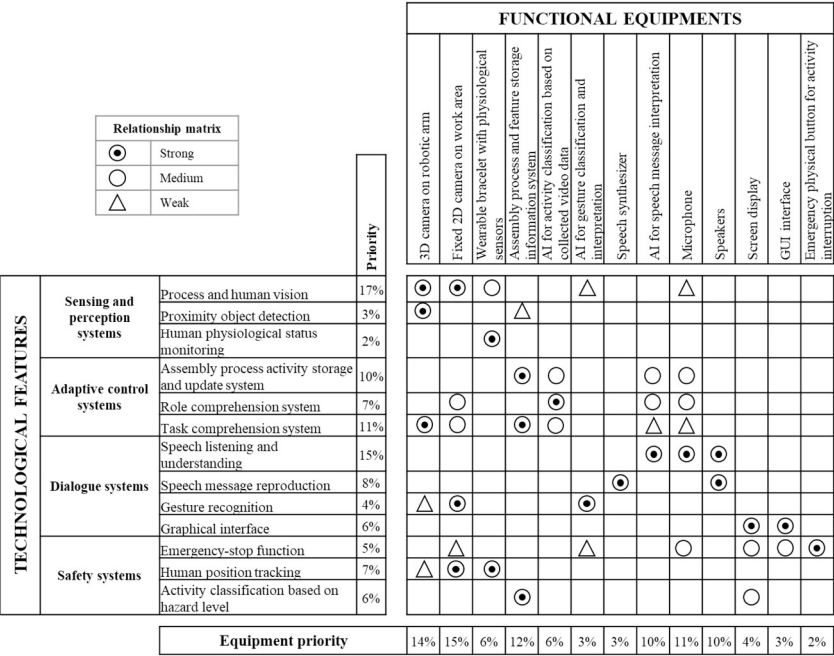 FUNCTIONAL EQUIPMENTS
Relationship matrix
Strong
Medium
Weak
Priority
3D camera on robotic arm
Fixed 2D camera on work area
Wearable bracelet with physiological
sensors
Assembly process and feature storage
information system
AI for activity classification based on
collected video data
AI for gesture classification and
interpretation
Speech synthesizer
AI for speech message interpretation
Microphone
Speakers
Screen display
GUI interface
Emergency physical button for activity
interruption
TECHNOLOGICAL FEATURES
Sensing and
perception
systems
Process and human vision 17%
Proximity object detection 3%
Human physiological status
monitoring 2%
Adaptive control
systems
Assembly process activity storage
and update system 10%
Role comprehension system 7%
Task comprehension system 11%
Dialogue systems
Speech listening and
understanding 15%
Speech message reproduction 8%
Gesture recognition 4%
Graphical interface 6%
Safety systems
Emergency-stop function 5%
Human position tracking 7%
Activity classification based on
hazard level 6%
Equipment priority 14% 15% 6% 12% 6% 3% 3% 10% 11% 10% 4% 3% 2%